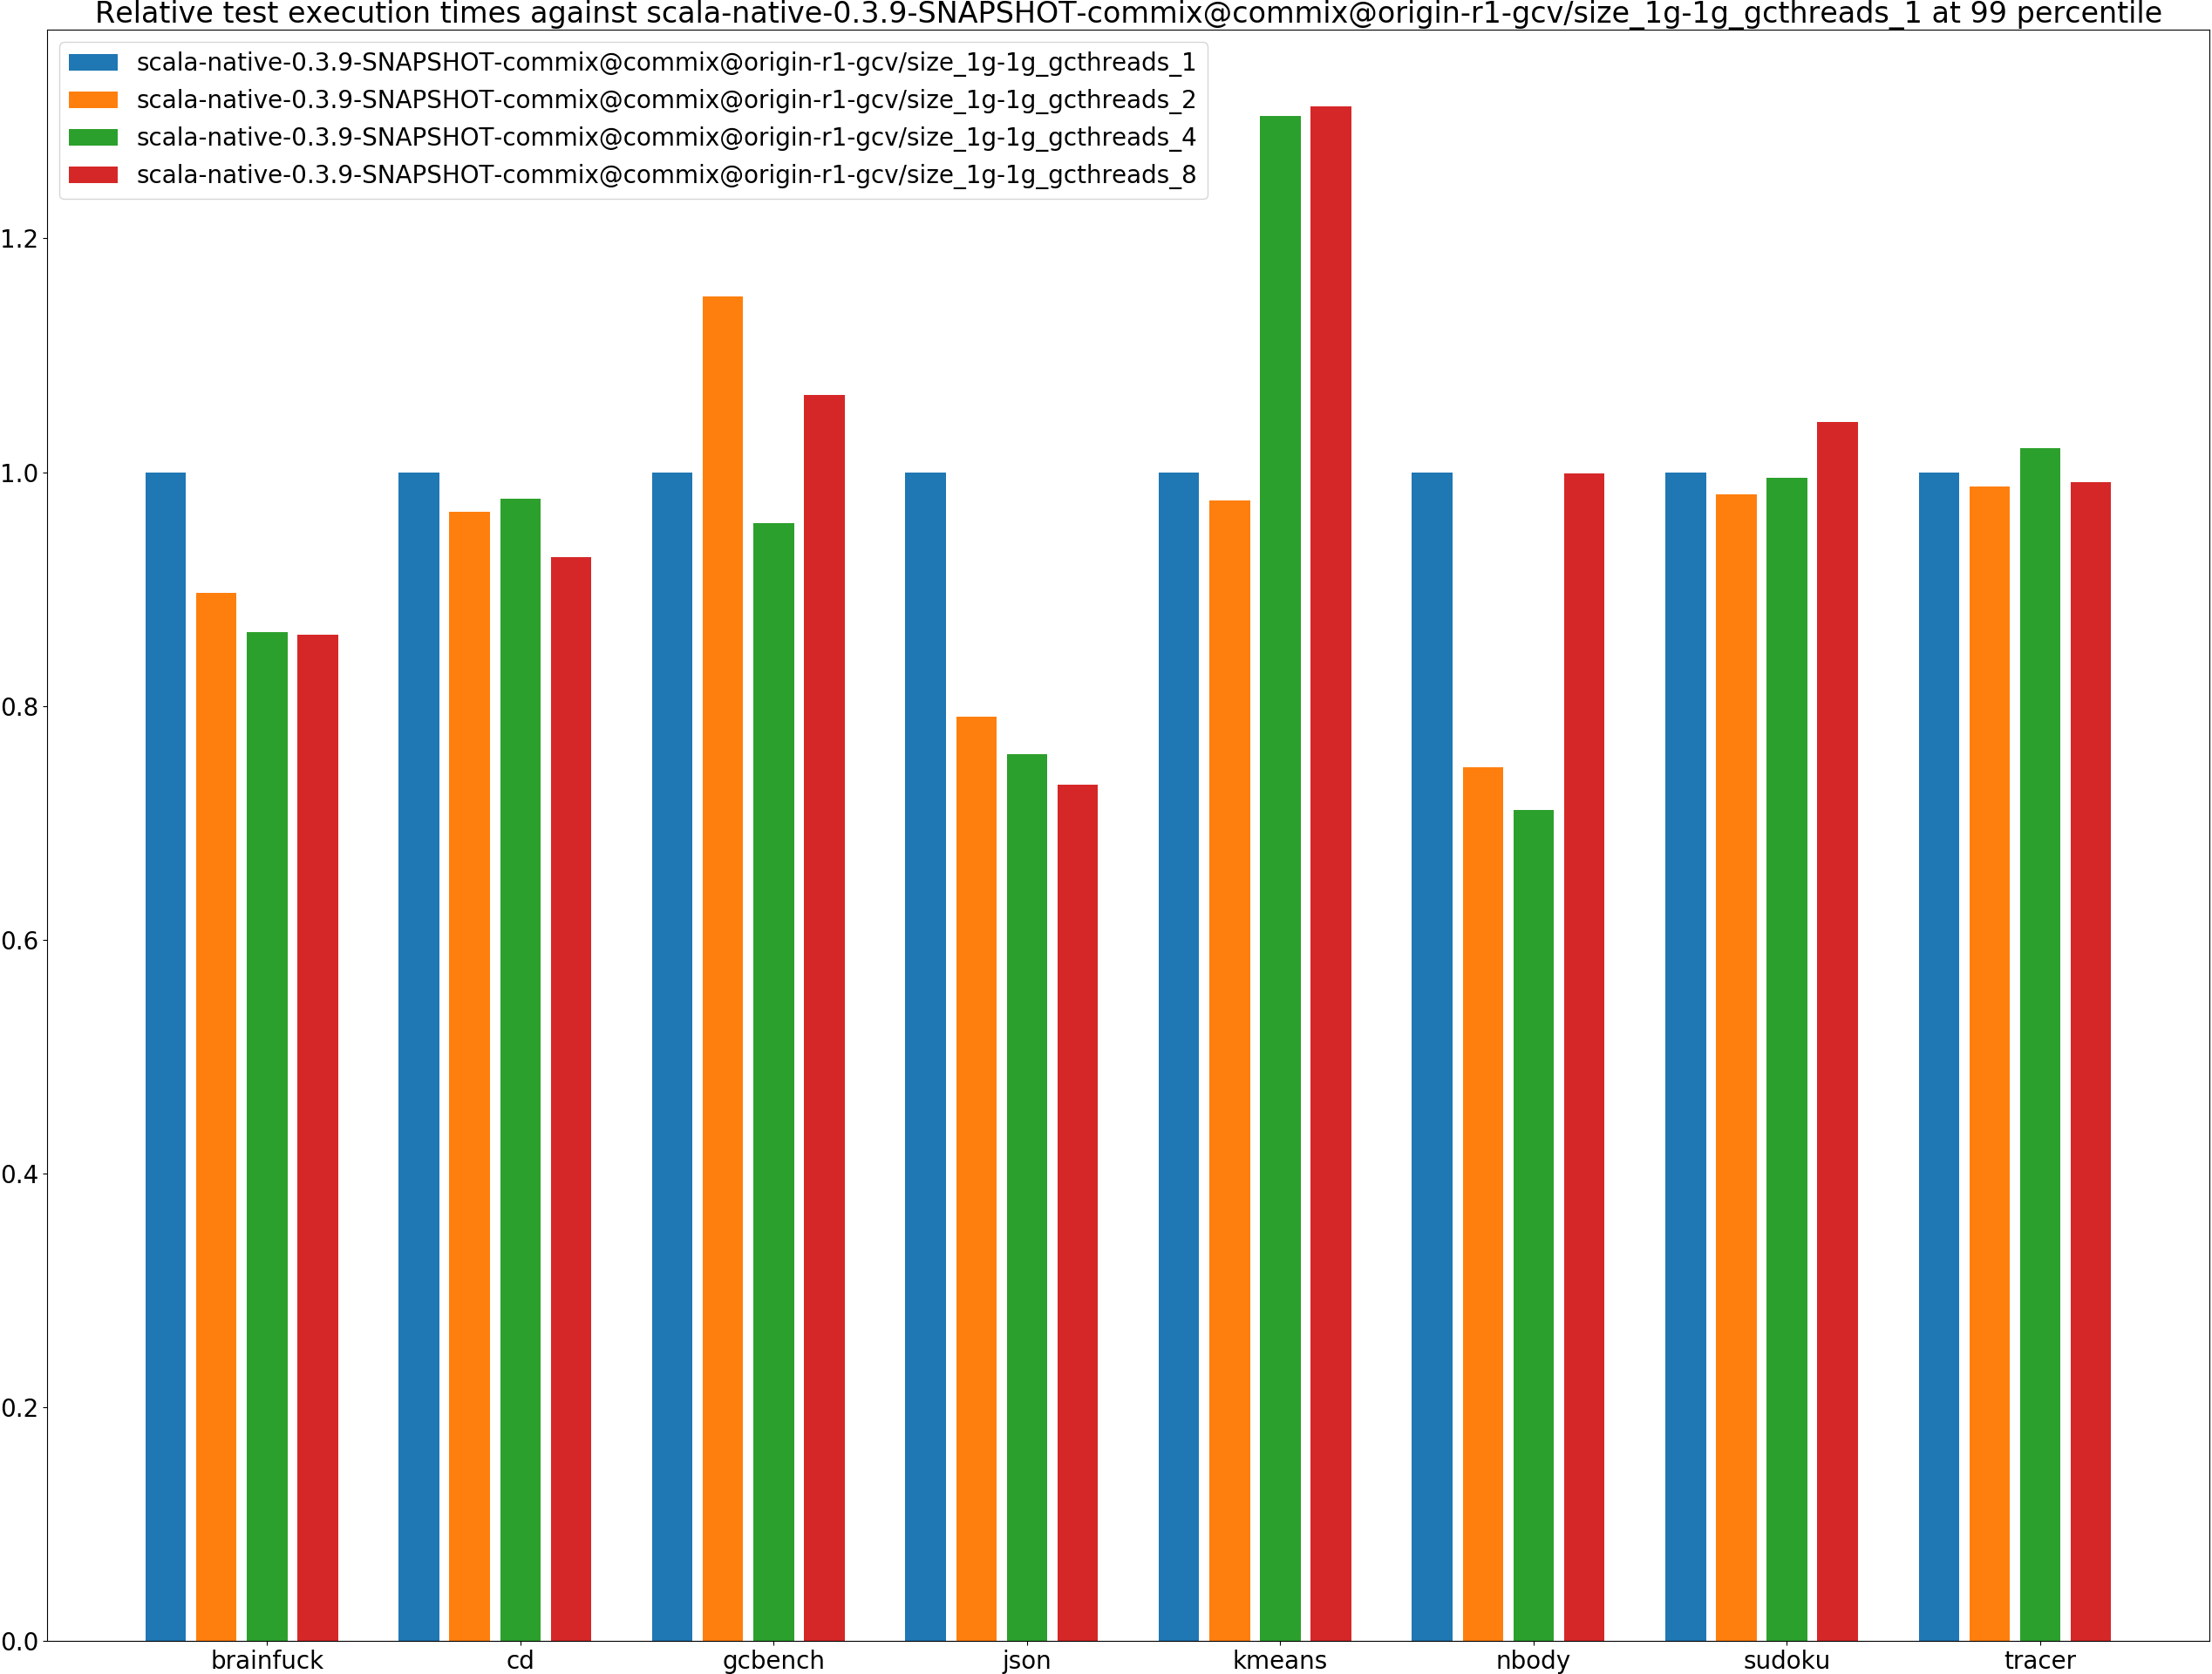 Relative test execution times against scala-native-0.3.9-SNAPSHOT-commix@commix@origin-r1-gcv/size_1g-1g_gcthreads_1 at 99 percentile
scala-native-0.3.9-SNAPSHOT-commix@commix@origin-r1-gcv/size_1g-1g_gcthreads_1
scala-native-0.3.9-SNAPSHOT-commix@commix@origin-r1-gcv/size_1g-1g_gcthreads_2
scala-native-0.3.9-SNAPSHOT-commix@commix@origin-r1-gcv/size_1g-1g_gcthreads_4
scala-native-0.3.9-SNAPSHOT-commix@commix@origin-r1-gcv/size_1g-1g_gcthreads_8
1.2
1.0
0.8
0.6
0.4
0.2
0.0
brainfuck cd gcbench json kmeans nbody sudoku tracer